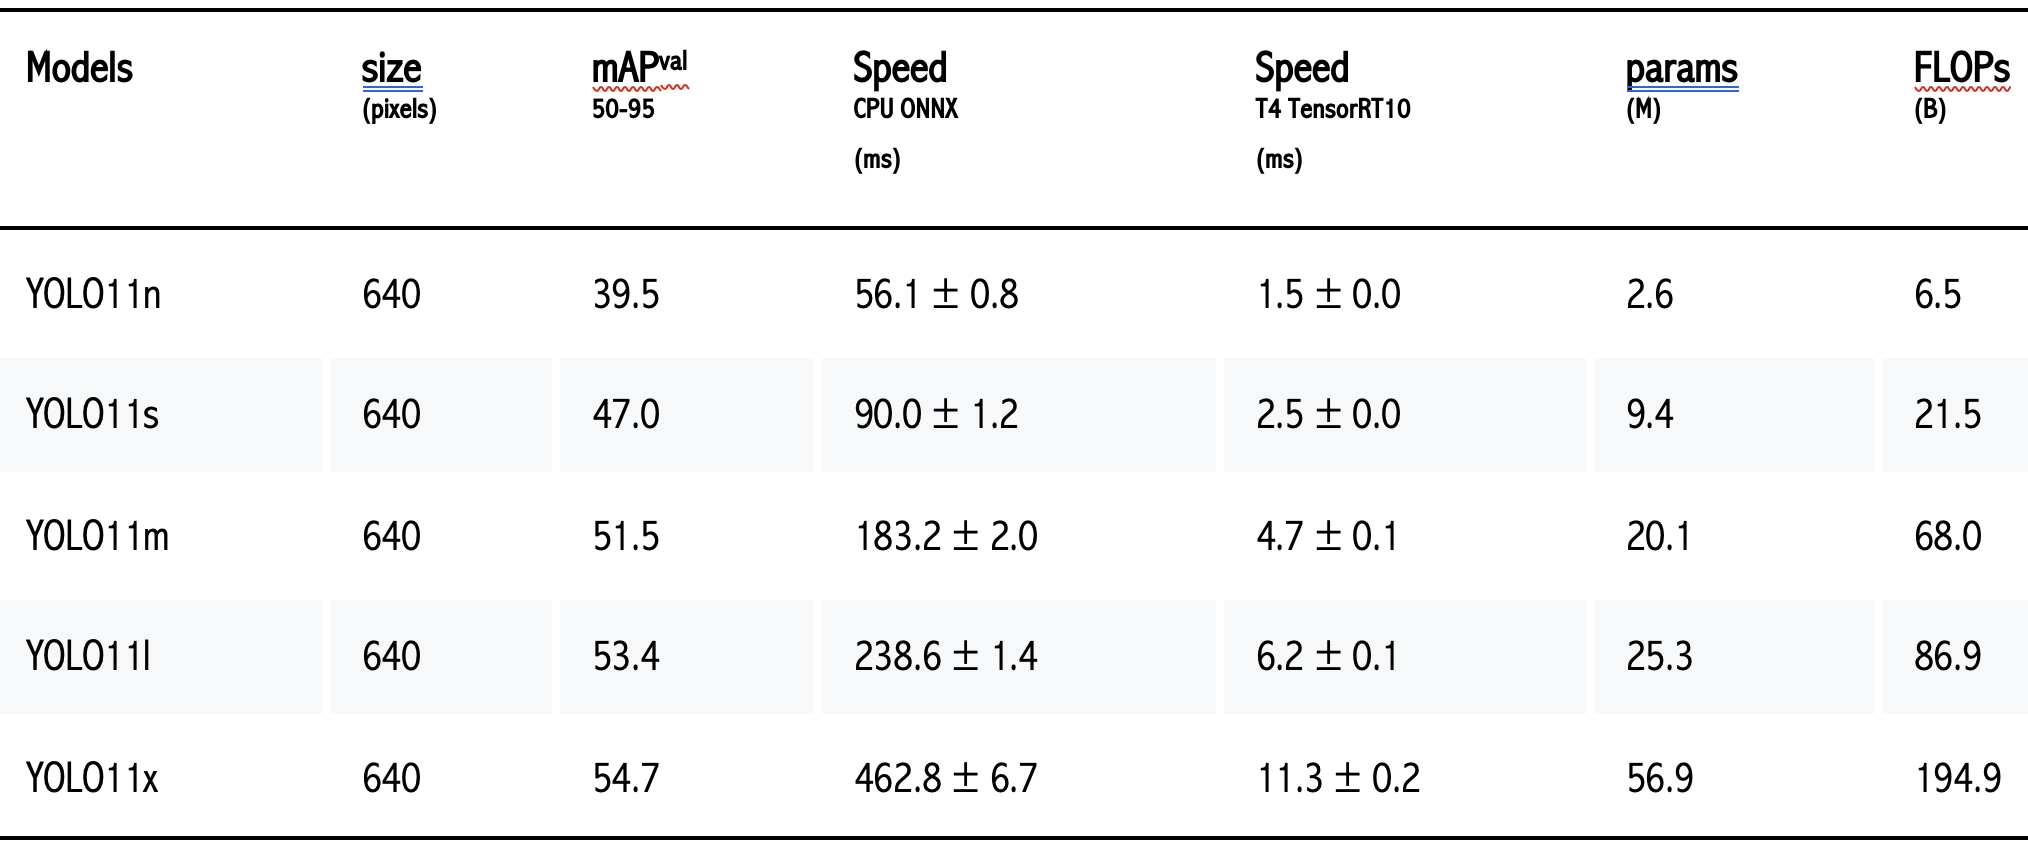 Models size mAPval Speed Speed params FLOPs
(pixels) 50-95 CPU ONNX T4 TensorRT10 (M) (B)
(ms) (ms)
YOLO11n 640 39.5 56.1 ± 0.8 1.5 ± 0.0 2.6 6.5
YOLO11s 640 47.0 90.0 ± 1.2 2.5 ± 0.0 9.4 21.5
YOLO11m 640 51.5 183.2 ± 2.0 4.7 ± 0.1 20.1 68.0
YOLO11l 640 53.4 238.6 ± 1.4 6.2 ± 0.1 25.3 86.9
YOLO11x 640 54.7 462.8 ± 6.7 11.3 ± 0.2 56.9 194.9